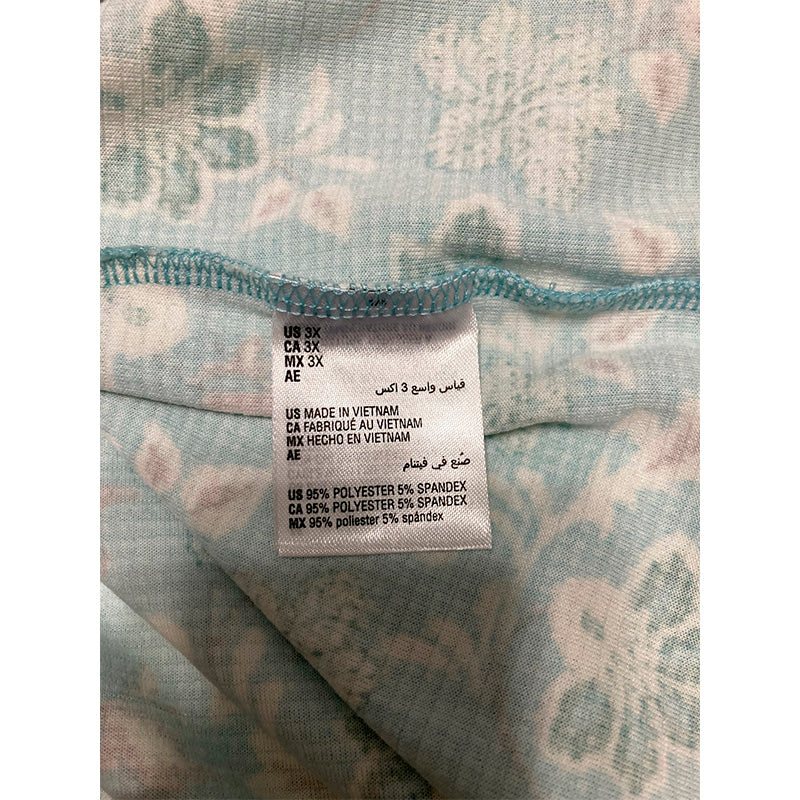 US 3X
CA 3X
MX 3X
AE
قياس واسع 3 اكس
US MADE IN VIETNAM
CA FABRIQUÉ AU VIETNAM
MX HECHO EN VIETNAM
AE
صُنع في فيتنام
US 95% POLYESTER 5% SPANDEX
CA 95% POLYESTER 5% SPANDEX
MX 95% poliester 5% spándex